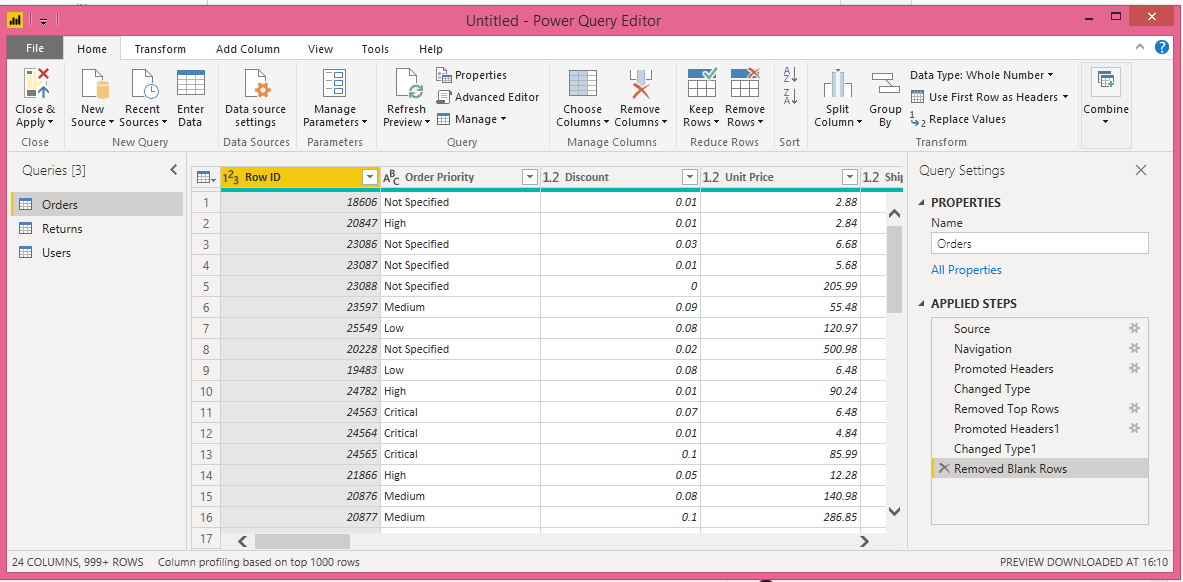 Untitled - Power Query Editor
File Home Transform Add Column View Tools Help
Close & Apply
Close
New Source
Recent Sources
Enter Data
New Query
Data source settings
Data Sources
Manage Parameters
Parameters
Refresh Preview
Properties
Advanced Editor
Manage
Query
Choose Columns
Remove Columns
Manage Columns
Keep Rows
Remove Rows
Reduce Rows
Sort
Split Column
Group By
Data Type: Whole Number
Use First Row as Headers
Replace Values
Transform
Combine
Queries [3]
Orders
Returns
Users
Row ID Order Priority 1.2 Discount 1.2 Unit Price 1.2 Ship
1 18606 Not Specified 0.01 2.88
2 20847 High 0.01 2.84
3 23086 Not Specified 0.03 6.68
4 23087 Not Specified 0.01 5.68
5 23088 Not Specified 0 205.99
6 23597 Medium 0.09 55.48
7 25549 Low 0.08 120.97
8 20228 Not Specified 0.02 500.98
9 19483 Low 0.08 6.48
10 24782 High 0.01 90.24
11 24563 Critical 0.07 6.48
12 24564 Critical 0.01 4.84
13 24565 Critical 0.1 85.99
14 21866 High 0.05 12.28
15 20876 Medium 0.08 140.98
16 20877 Medium 0.1 286.85
17
Query Settings
PROPERTIES
Name
Orders
All Properties
APPLIED STEPS
Source
Navigation
Promoted Headers
Changed Type
Removed Top Rows
Promoted Headers1
Changed Type1
Removed Blank Rows
24 COLUMNS, 999+ ROWS Column profiling based on top 1000 rows PREVIEW DOWNLOADED AT 16:10